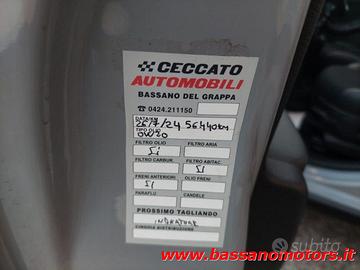 CECCATO
AUTOMOBILI
BASSANO DEL GRAPPA
☎ 0424.211150
DATA/KM 26/7/24 56440 km
TIPO OLIO 0W20
FILTRO OLIO FILTRO ARIA
SI
FILTRO CARBUR. FILTRO ABITAC.
SI
FRENI ANTERIORI OLIO FRENI
SI
PARAFLU CANDELE
PROSSIMO TAGLIANDO
CINGHIA DISTRIBUZIONE
subito
www.bassanomotors.it